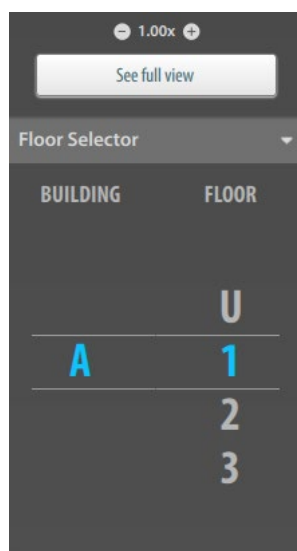 1.00x
See full view
Floor Selector
BUILDING FLOOR
U
A 1
2
3